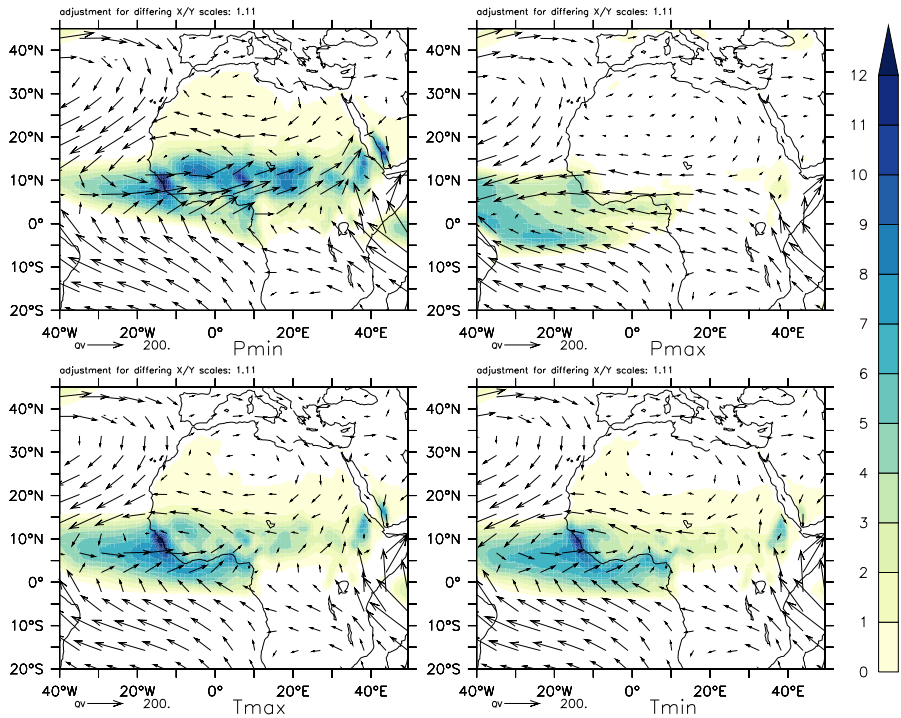 adjustment for differing X/Y scales: 1.11
adjustment for differing X/Y scales: 1.11
40°N
30°N
20°N
10°N
0°
10°S
20°S
40°W
20°W
0°
20°E
40°E
qv
200.
Pmin
40°N
30°N
20°N
10°N
0°
10°S
20°S
40°W
20°W
0°
20°E
40°E
qv
200.
Pmax
adjustment for differing X/Y scales: 1.11
adjustment for differing X/Y scales: 1.11
40°N
30°N
20°N
10°N
0°
10°S
20°S
40°W
20°W
0°
20°E
40°E
qv
200.
Tmax
40°N
30°N
20°N
10°N
0°
10°S
20°S
40°W
20°W
0°
20°E
40°E
qv
200.
Tmin
12
11
10
9
8
7
6
5
4
3
2
1
0